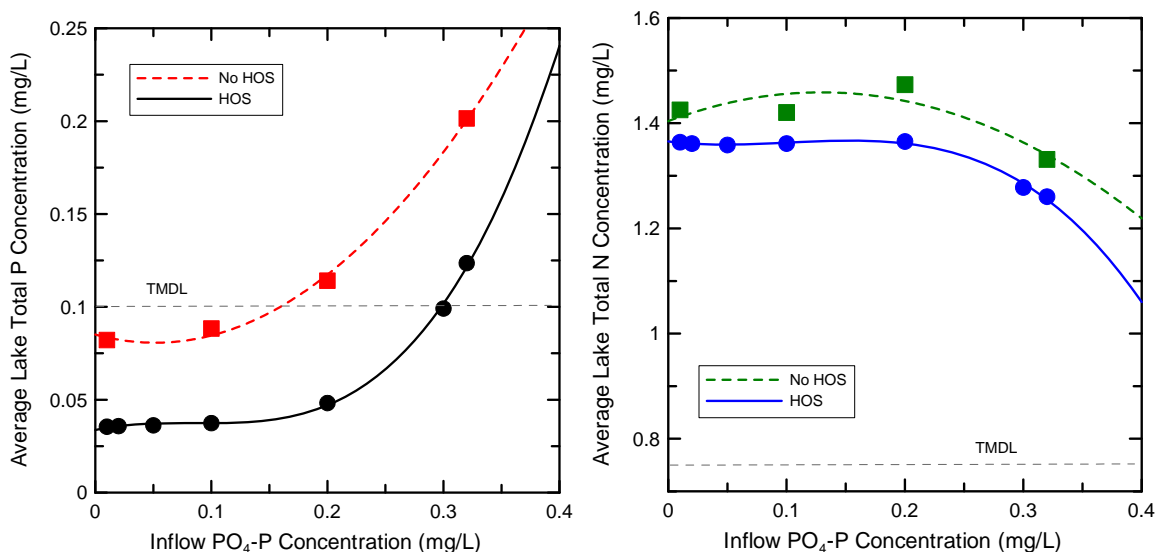 Average Lake Total P Concentration (mg/L)
0.25
0.2
0.15
0.1
0.05
0
No HOS
HOS
TMDL
0 0.1 0.2 0.3 0.4
Inflow PO₄-P Concentration (mg/L)
Average Lake Total N Concentration (mg/L)
1.6
1.4
1.2
1
0.8
No HOS
HOS
TMDL
0 0.1 0.2 0.3 0.4
Inflow PO₄-P Concentration (mg/L)